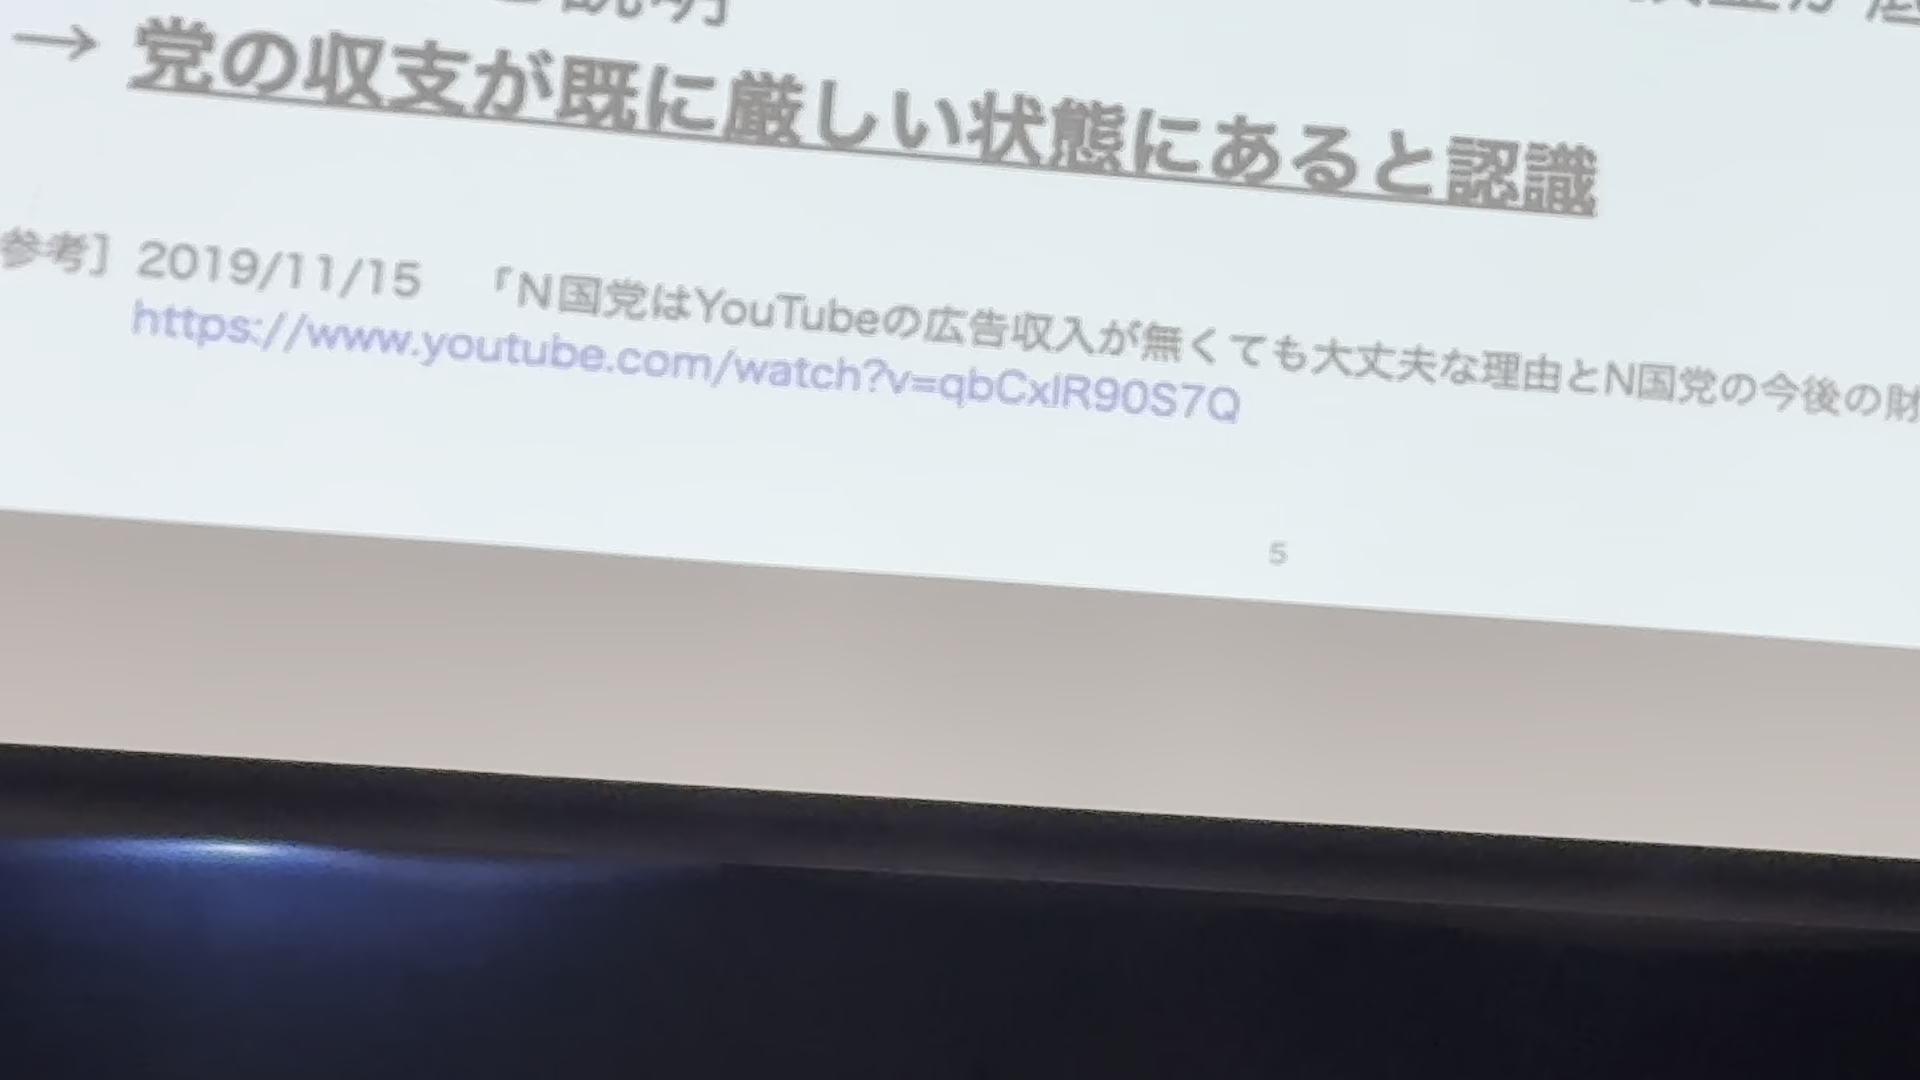 説明
→ 党の収支が既に厳しい状態にあると認識
参考］2019/11/15 「N国党はYouTubeの広告収入が無くても大丈夫な理由とN国党の今後の財
https://www.youtube.com/watch?v=qbCxlR90S7Q
5